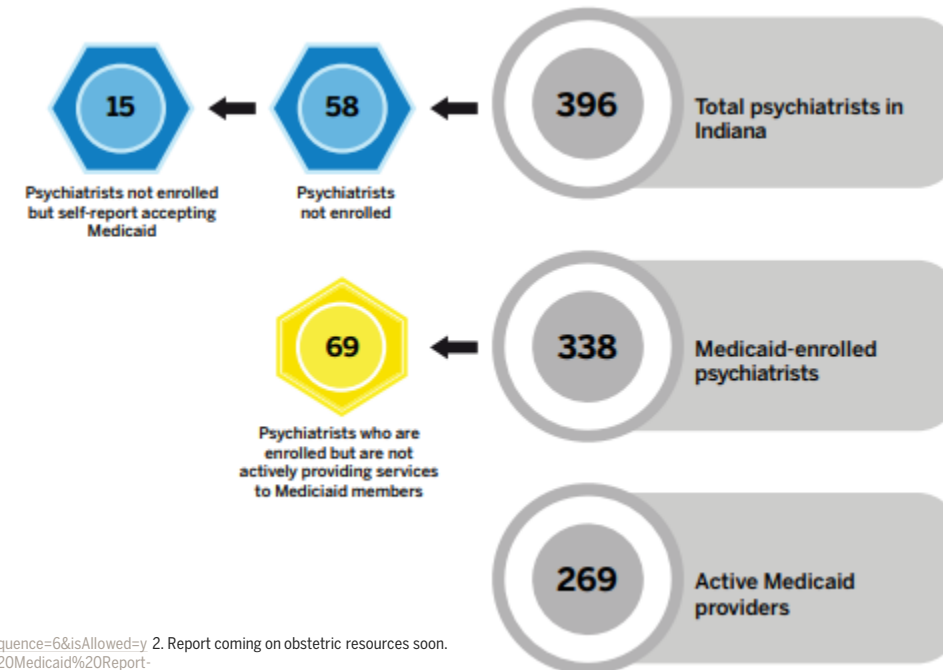 396
Total psychiatrists in
Indiana
58
Psychiatrists
not enrolled
15
Psychiatrists not enrolled
but self-report accepting
Medicaid
338
Medicaid-enrolled
psychiatrists
69
Psychiatrists who are
enrolled but are not
actively providing services
to Mediciaid members
269
Active Medicaid
providers
quence=6&isAllowed=y 2. Report coming on obstetric resources soon.
20Medicaid%20Report-